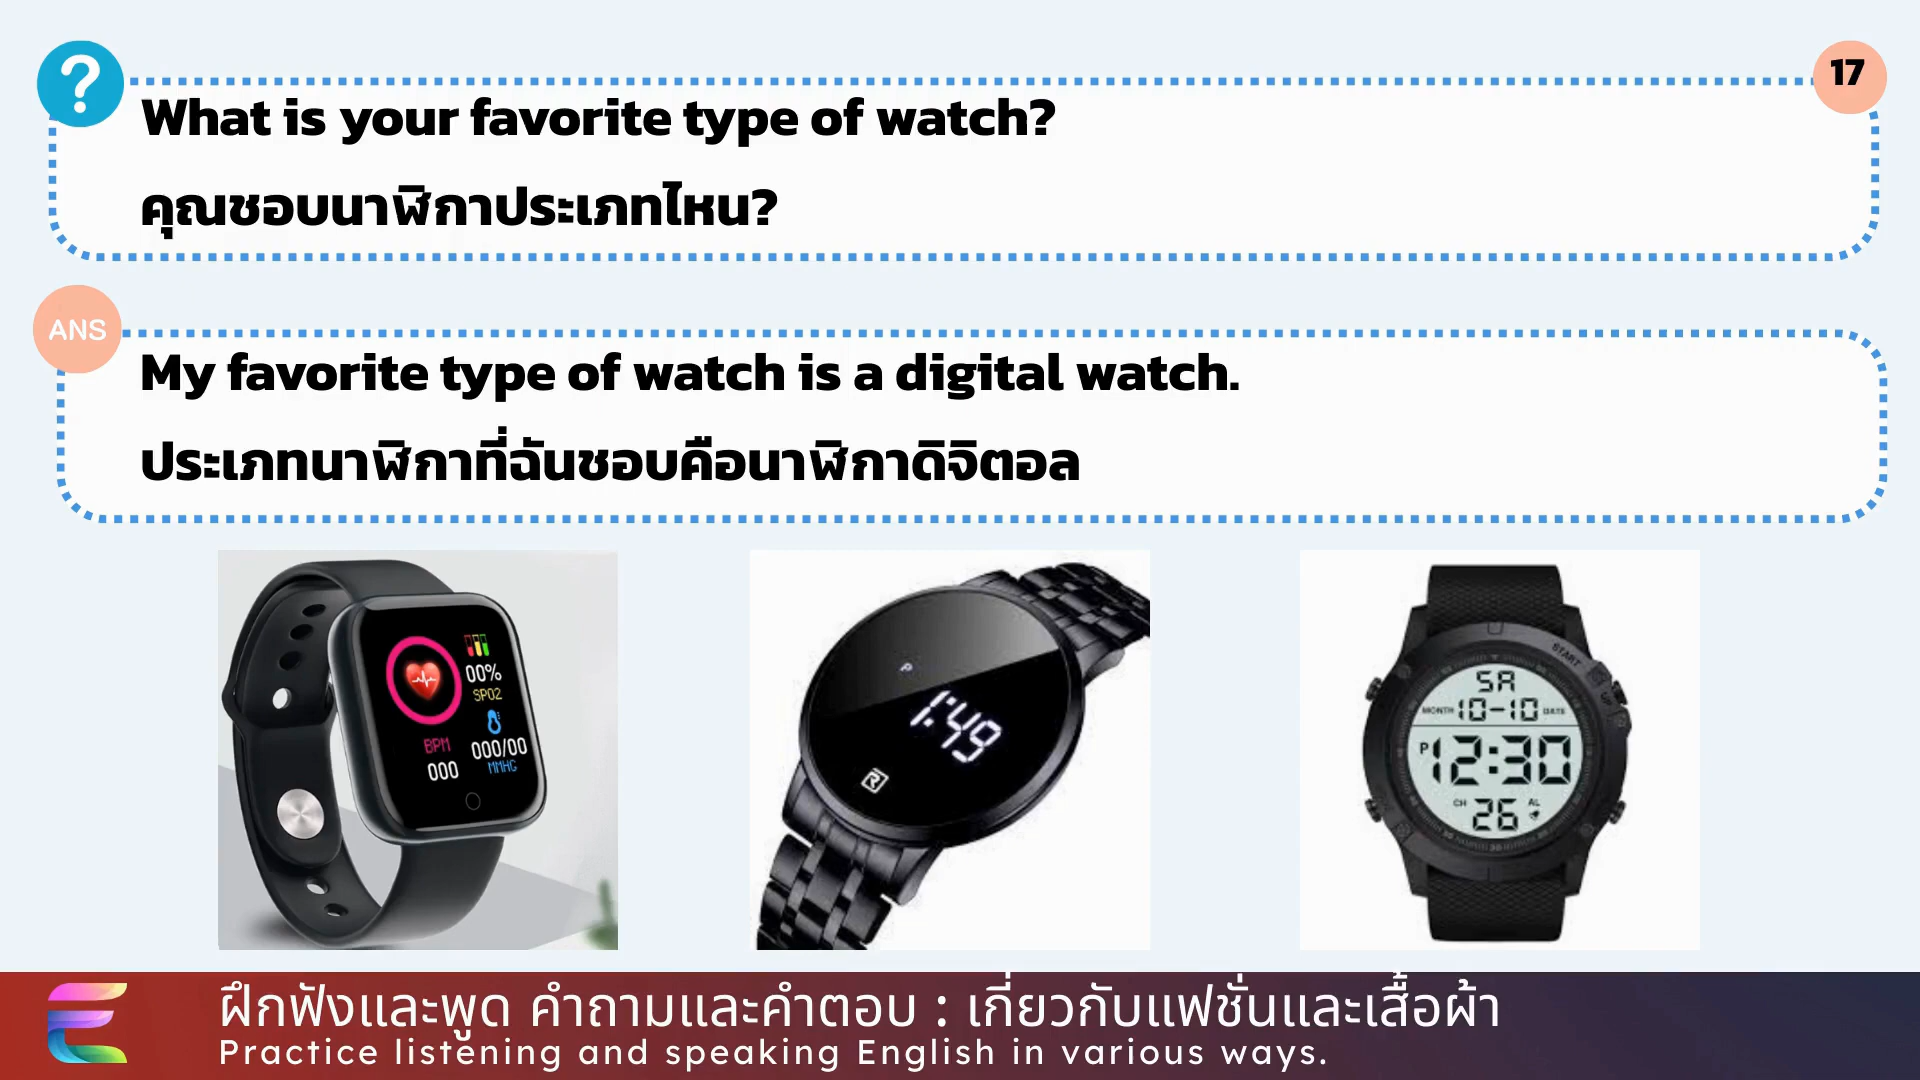 ?
17
What is your favorite type of watch?
คุณชอบนาฬิกาประเภทไหน?
ANS
My favorite type of watch is a digital watch.
ประเภทนาฬิกาที่ฉันชอบคือนาฬิกาดิจิตอล
00%
SPO2
BPM
000
000/00
MMHG
P
1:49
R
START
UP
SA
MONTH 10-10 DATE
P 12:30
CH 26 AL
ฝึกฟังและพูด คำถามและคำตอบ : เกี่ยวกับแฟชั่นและเสื้อผ้า
Practice listening and speaking English in various ways.